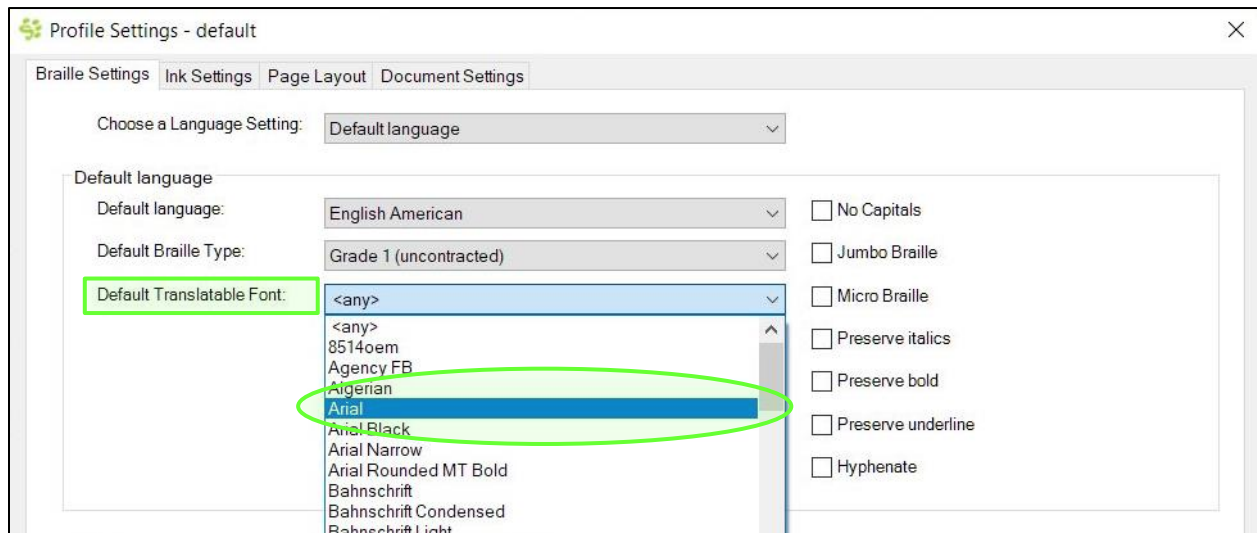 Profile Settings - default
Braille Settings Ink Settings Page Layout Document Settings
Choose a Language Setting: Default language
Default language
Default language: English American No Capitals
Default Braille Type: Grade 1 (uncontracted) Jumbo Braille
Default Translatable Font: <any> Micro Braille
<any>
8514oem Preserve italics
Agency FB
Algerian Preserve bold
Arial
Arial Black Preserve underline
Arial Narrow
Arial Rounded MT Bold Hyphenate
Bahnschrift
Bahnschrift Condensed
Bahnschrift Light